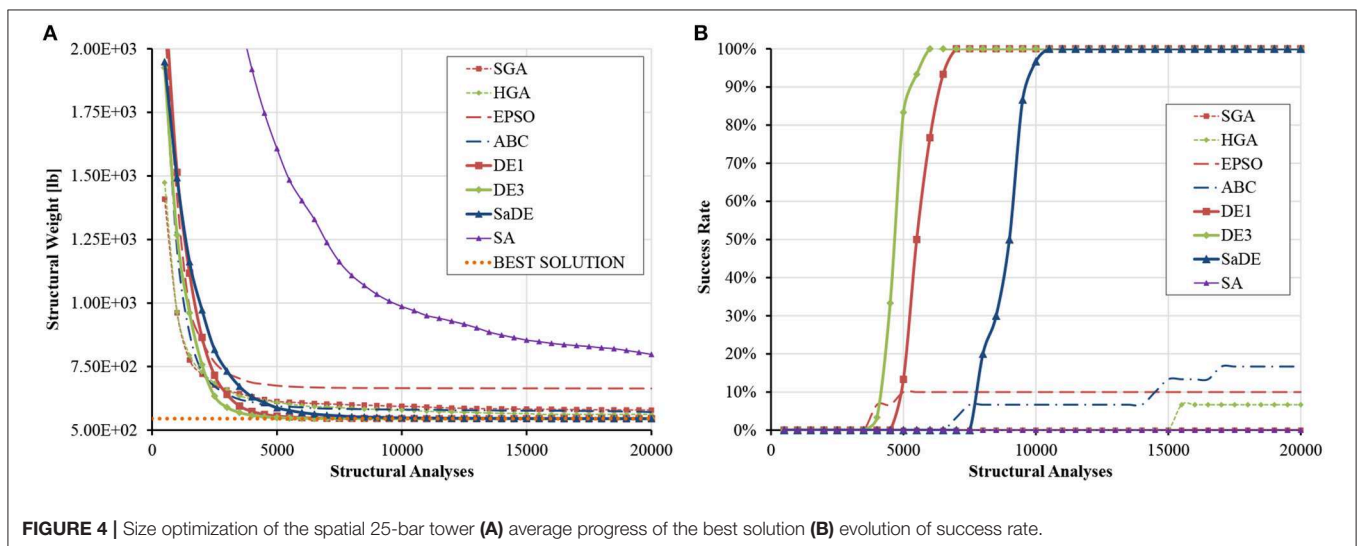 A
2.00E+03
1.75E+03
1.50E+03
1.25E+03
1.00E+03
7.50E+02
5.00E+02
Structural Weight [lb]
SGA
HGA
EPSO
ABC
DE1
DE3
SaDE
SA
BEST SOLUTION
0
5000
10000
15000
20000
Structural Analyses
B
100%
90%
80%
70%
60%
50%
40%
30%
20%
10%
0%
Success Rate
SGA
HGA
EPSO
ABC
DE1
DE3
SaDE
SA
0
5000
10000
15000
20000
Structural Analyses
FIGURE 4 | Size optimization of the spatial 25-bar tower (A) average progress of the best solution (B) evolution of success rate.